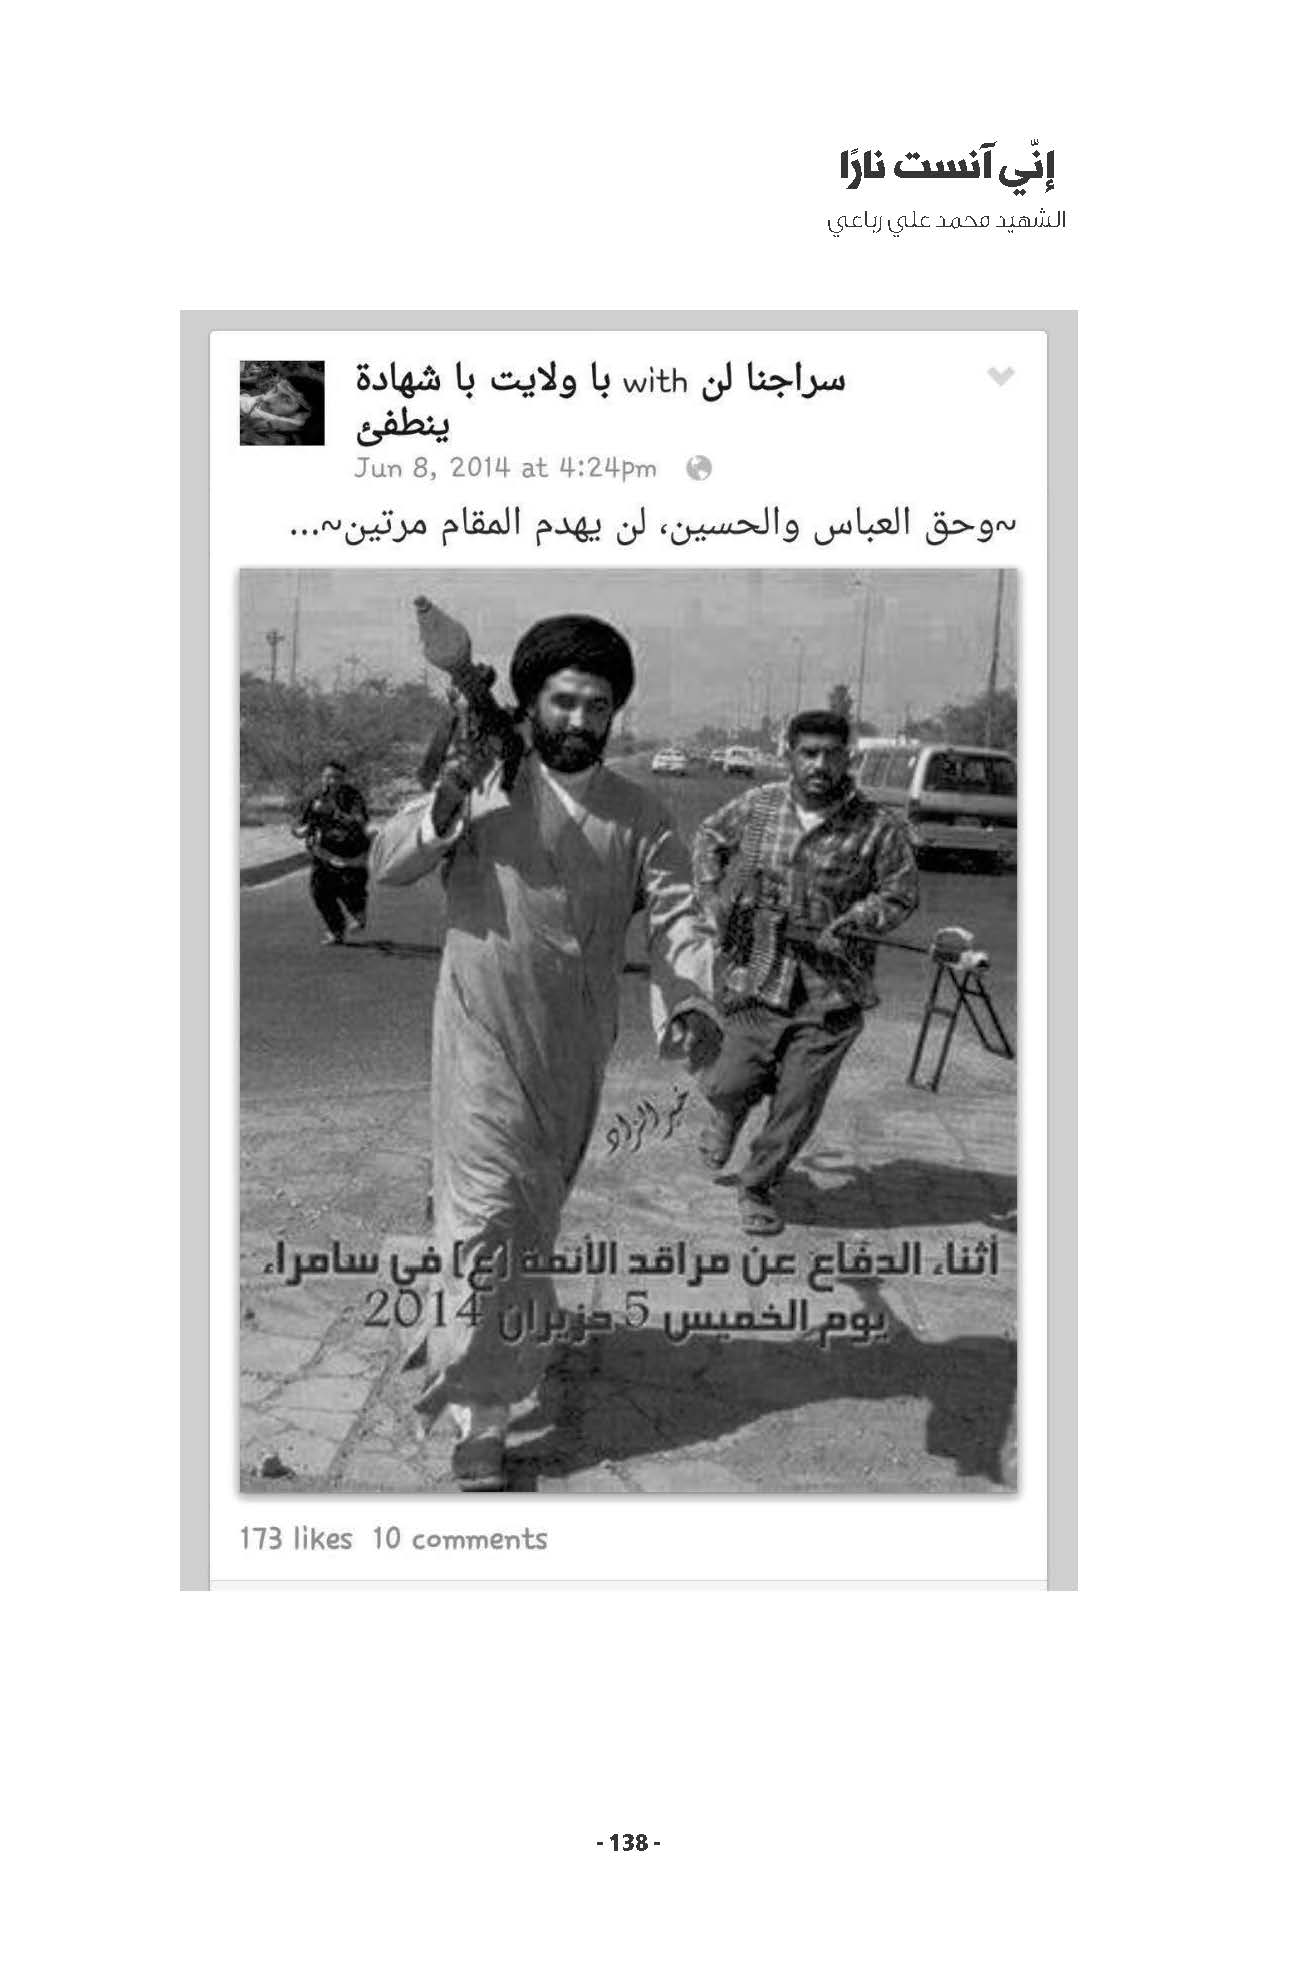 إنّي آنست نارًا
الشهيد محمد علي رباعي
با ولايت با شهادة with سراجنا لن
ينطفئ
Jun 8, 2014 at 4:24pm
~وحق العباس والحسين، لن يهدم المقام مرتين~...
خير الزاد
أثناء الدفاع عن مراقد الأئمة (ع) في سامراء
يوم الخميس 5 حزيران 2014
173 likes 10 comments
- 138 -